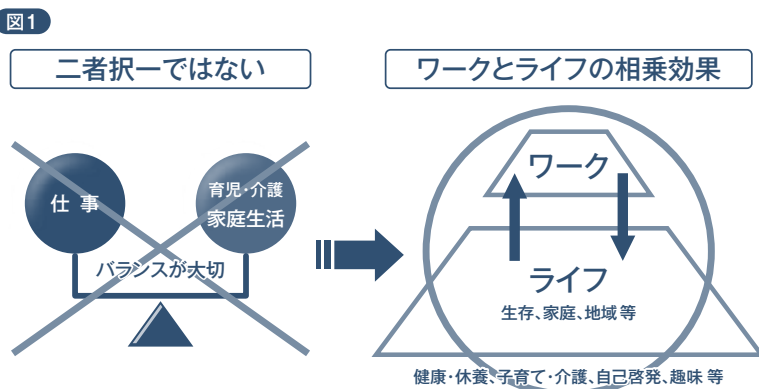 図1
二者択一ではない
仕事
育児・介護
家庭生活
バランスが大切
ワークとライフの相乗効果
ワーク
ライフ
生存、家庭、地域 等
健康・休養、子育て・介護、自己啓発、趣味 等